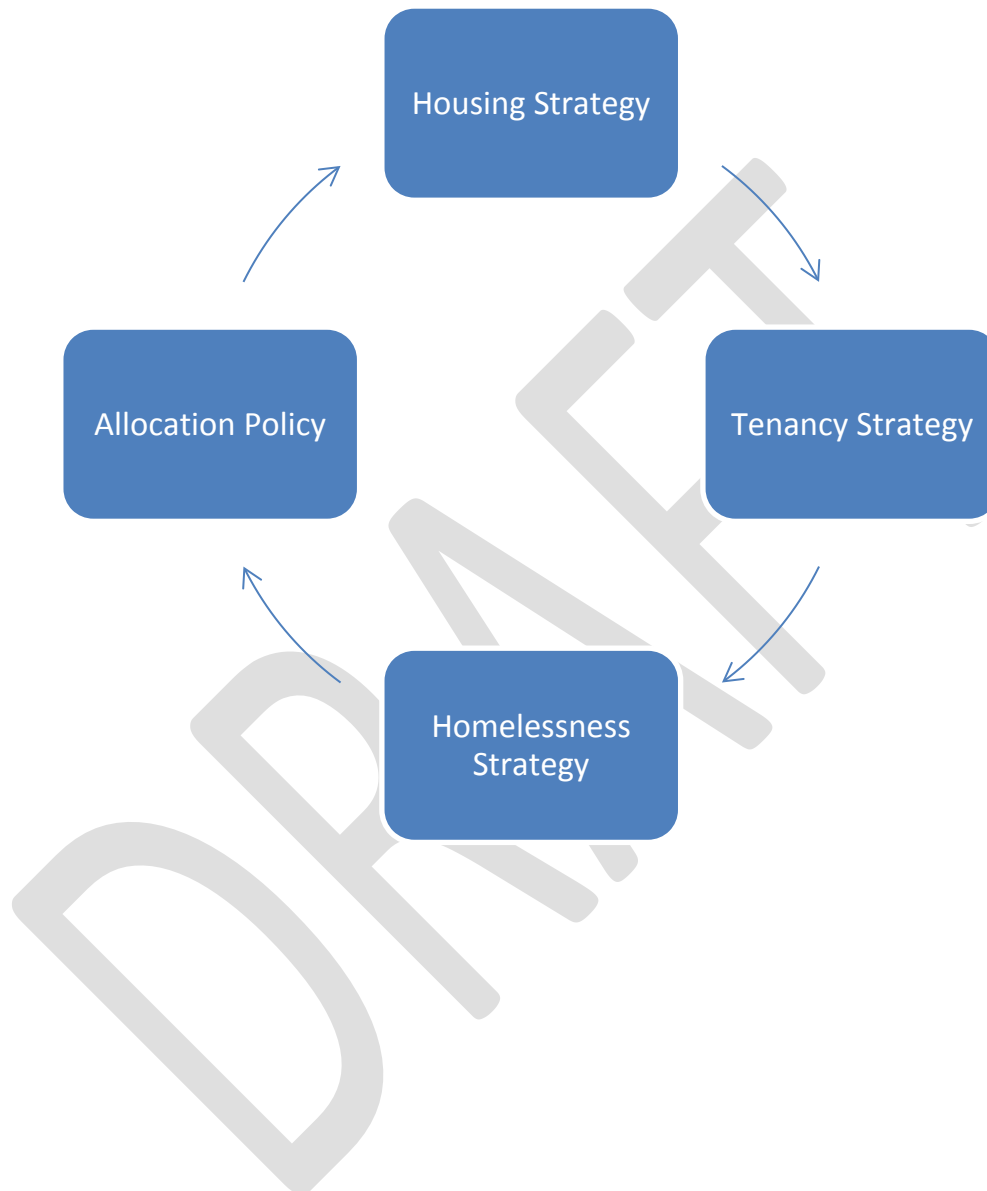 Housing Strategy
Allocation Policy
Tenancy Strategy
Homelessness
Strategy
DRAFT